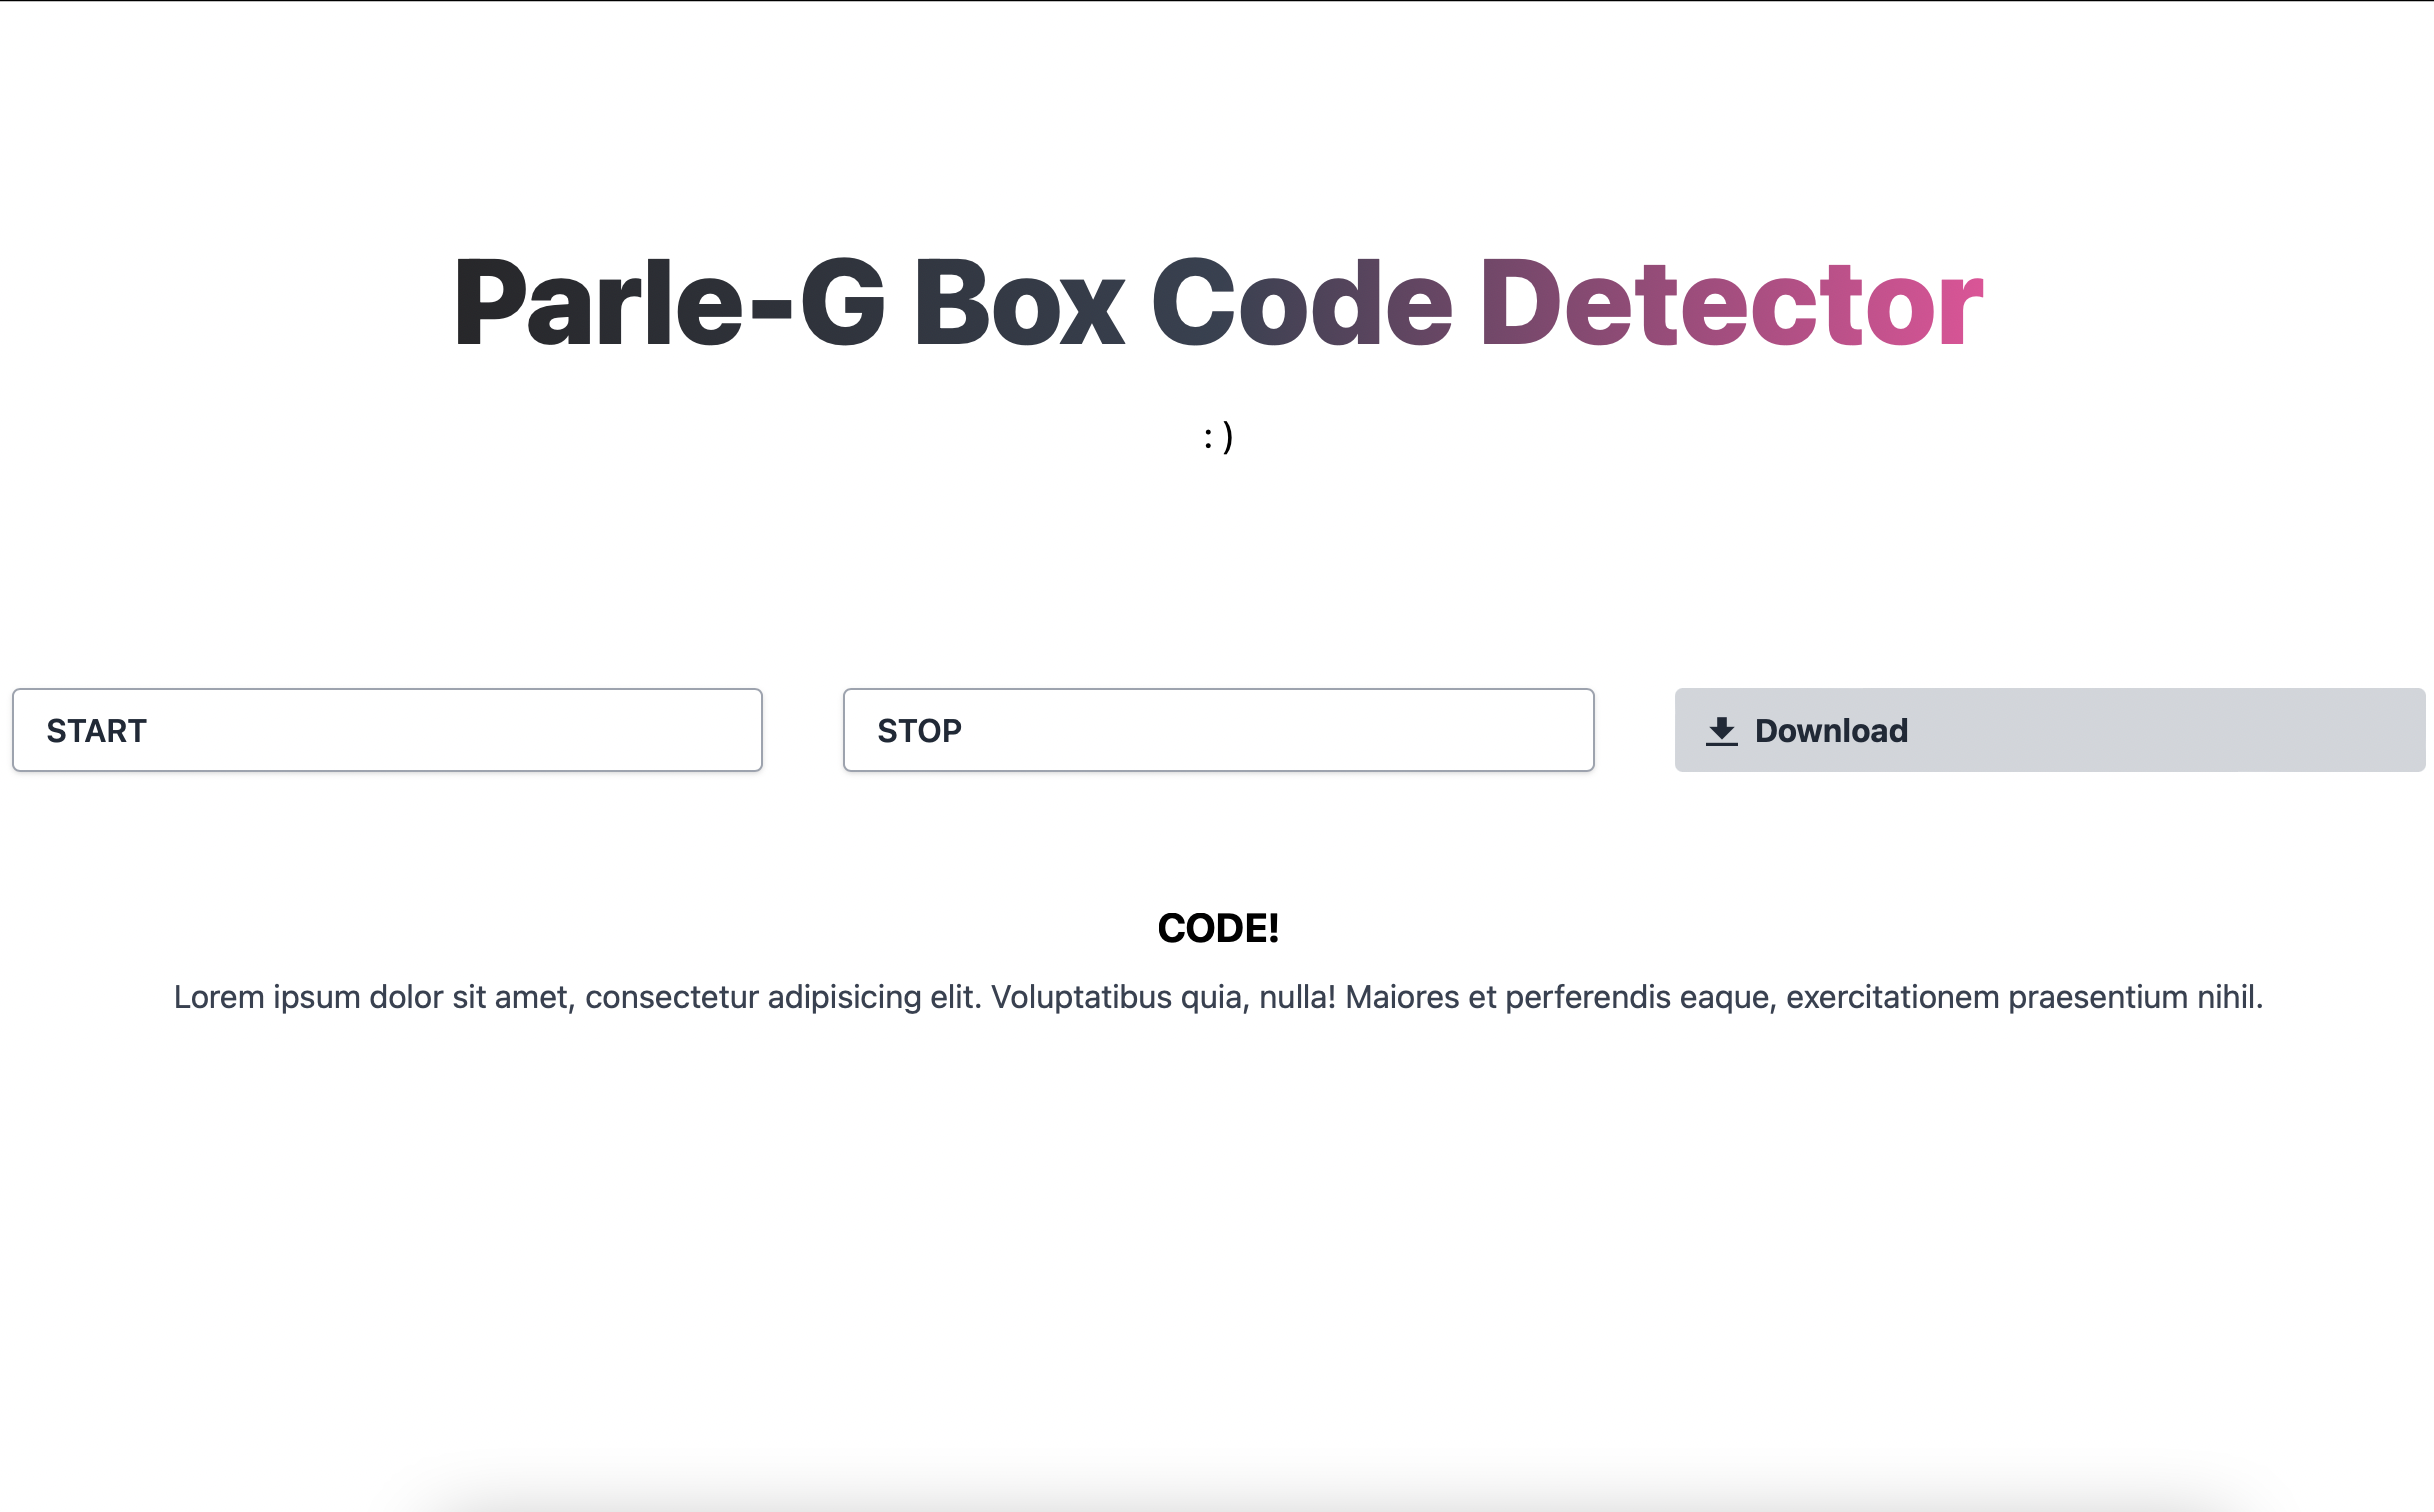 Parle-G Box Code Detector
: )
START
STOP
Download
CODE!
Lorem ipsum dolor sit amet, consectetur adipisicing elit. Voluptatibus quia, nulla! Maiores et perferendis eaque, exercitationem praesentium nihil.